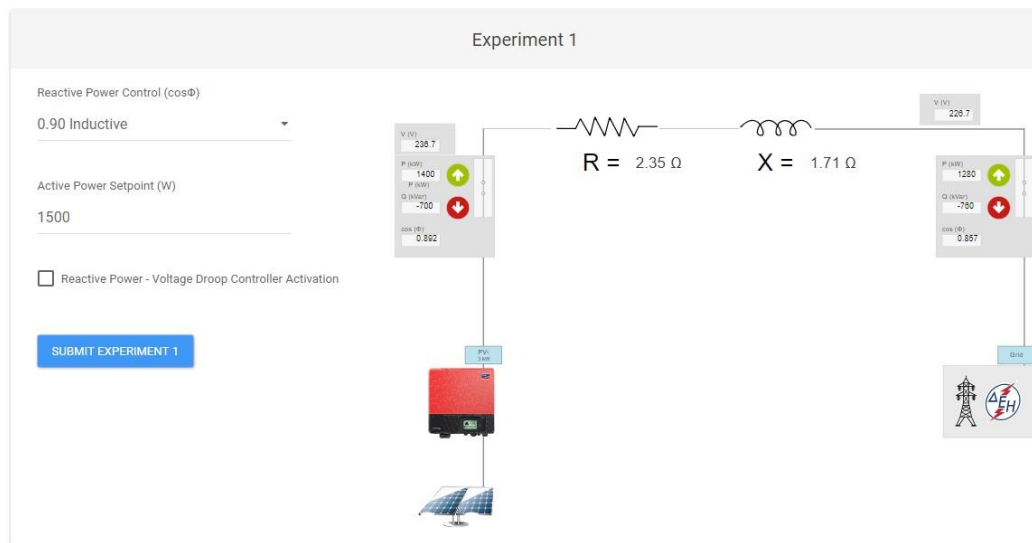 Experiment 1
Reactive Power Control (cosΦ)
0.90 Inductive
Active Power Setpoint (W)
1500
Reactive Power - Voltage Droop Controller Activation
SUBMIT EXPERIMENT 1
V (V)
236.7
P (kW)
1400
P (kW)
Q (kVar)
-700
cos (Φ)
0.892
R = 2.35 Ω
X = 1.71 Ω
V (V)
226.7
P (kW)
1280
Q (kVar)
-760
cos (Φ)
0.857
PV-
3 kW
Grid
ΔΕΗ